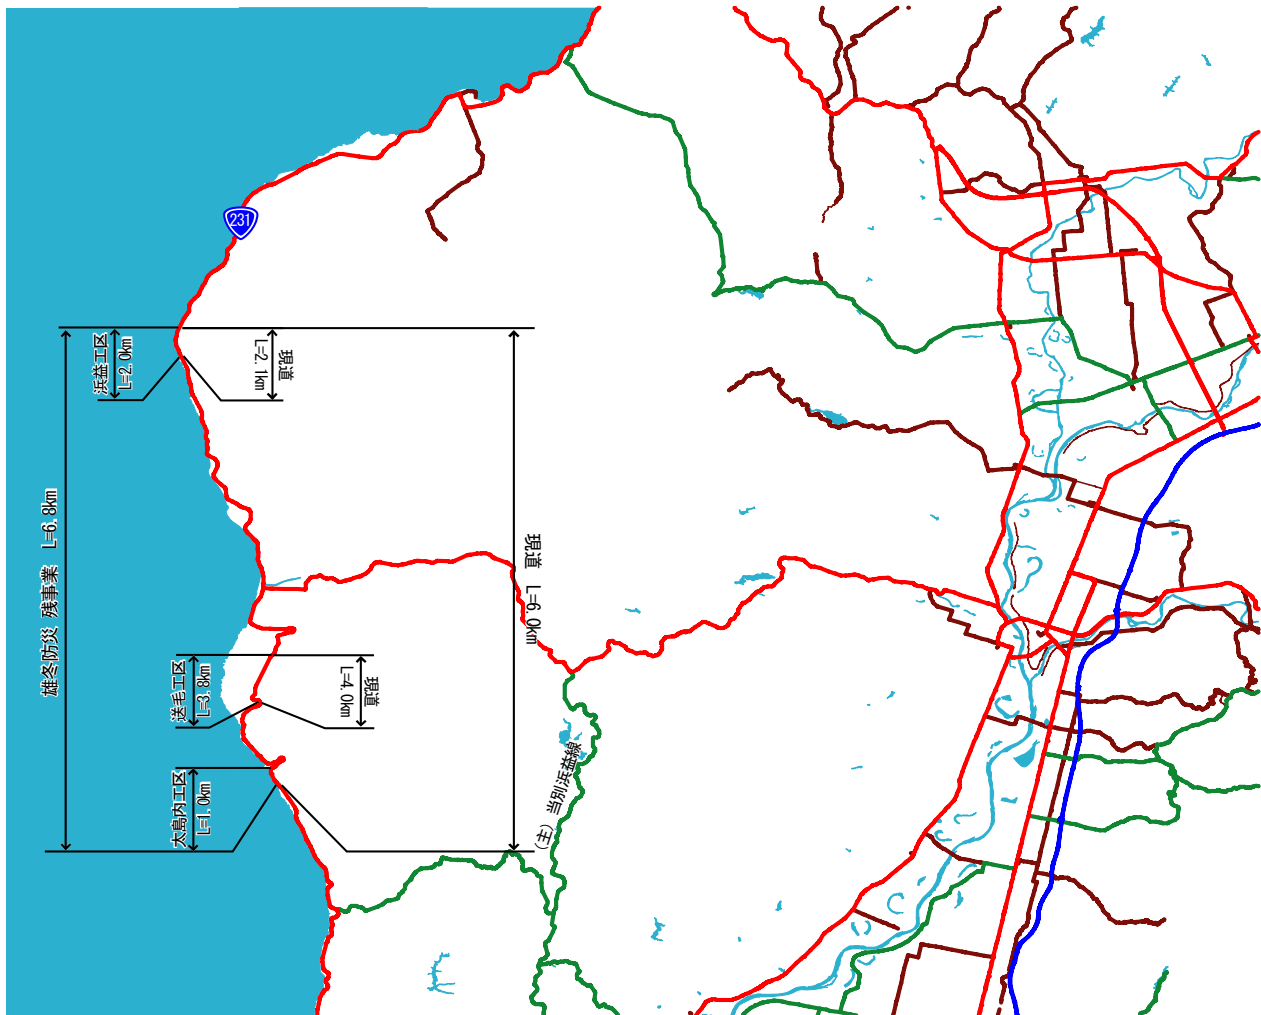 231
浜益工区
L=2.0km
現道
L=2.1km
雄冬防災 残事業 L=6.8km
現道 L=6.0km
送毛工区
L=3.8km
現道
L=4.0km
太島内工区
L=1.0km
(主) 当別浜益線